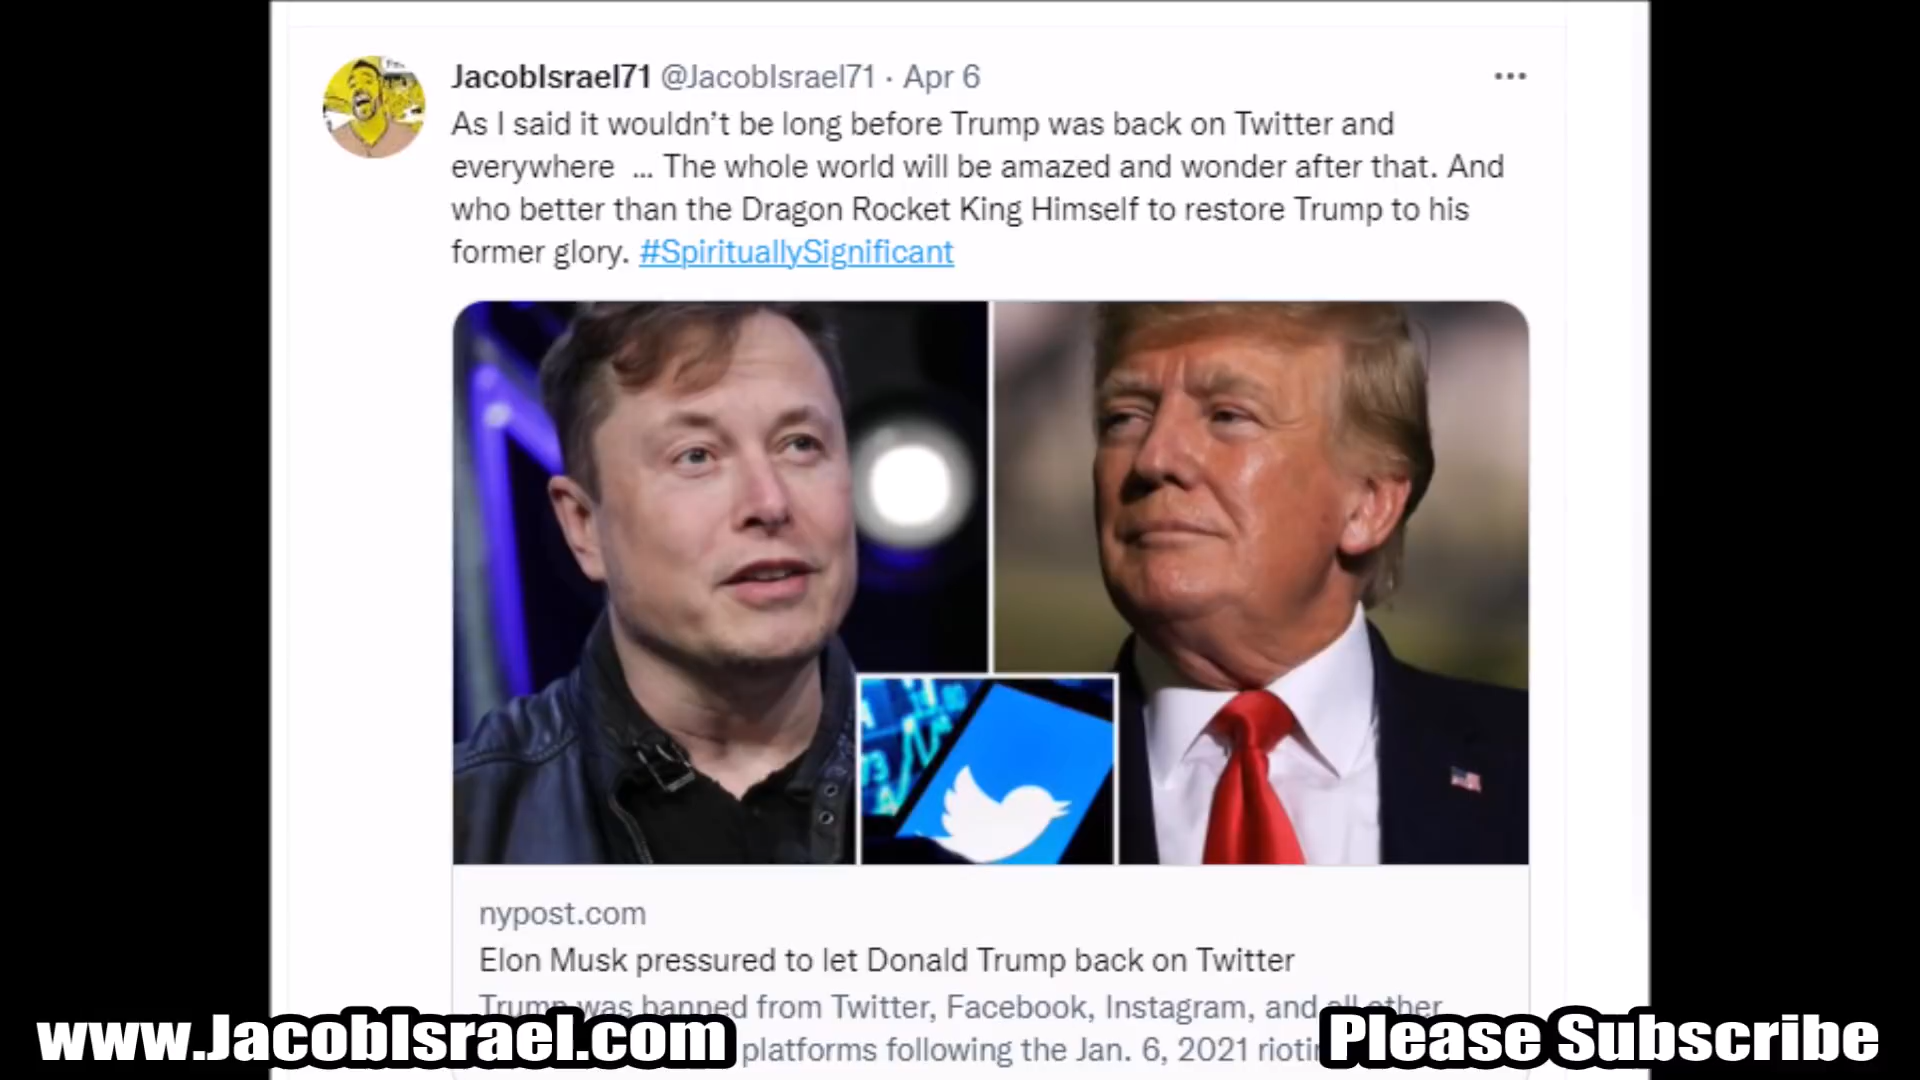 JacobIsrael71 @JacobIsrael71 · Apr 6
As I said it wouldn’t be long before Trump was back on Twitter and
everywhere ... The whole world will be amazed and wonder after that. And
who better than the Dragon Rocket King Himself to restore Trump to his
former glory. #SpirituallySignificant
nypost.com
Elon Musk pressured to let Donald Trump back on Twitter
Trump was banned from Twitter, Facebook, Instagram, and all other
platforms following the Jan. 6, 2021
www.JacobIsrael.com
Please Subscribe